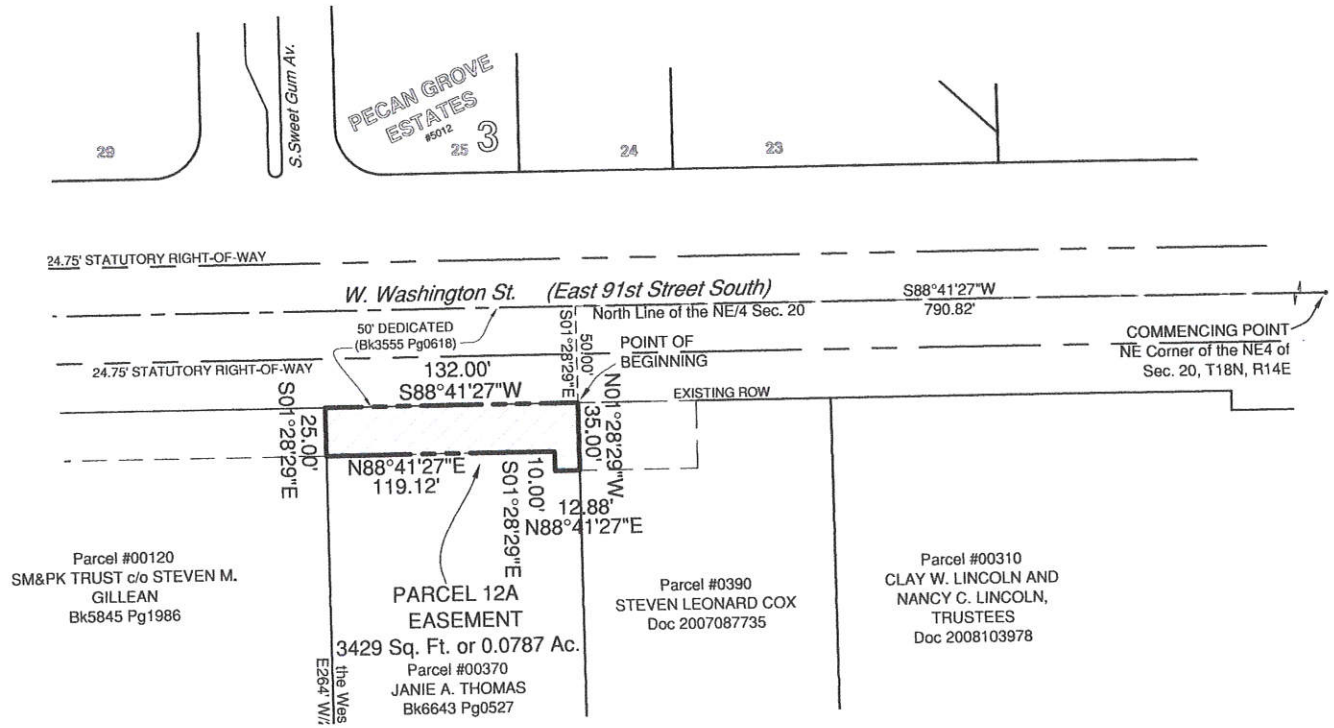 S.Sweet Gum Av.
PECAN GROVE
ESTATES
#5012
3
29
25
24
23
24.75' STATUTORY RIGHT-OF-WAY
W. Washington St. (East 91st Street South)
S88°41'27"W
790.82'
North Line of the NE/4 Sec. 20
50' DEDICATED
(Bk3555 Pg0618)
S01°28'29"E
50.00'
POINT OF
BEGINNING
COMMENCING POINT
NE Corner of the NE4 of
Sec. 20, T18N, R14E
24.75' STATUTORY RIGHT-OF-WAY
132.00'
S88°41'27"W
EXISTING ROW
S01°28'29"E
25.00'
N01°28'29"W
35.00'
N88°41'27"E
119.12'
S01°28'29"E
10.00'
12.88'
N88°41'27"E
Parcel #00120
SM&PK TRUST c/o STEVEN M.
GILLEAN
Bk5845 Pg1986
PARCEL 12A
EASEMENT
3429 Sq. Ft. or 0.0787 Ac.
Parcel #00370
JANIE A. THOMAS
Bk6643 Pg0527
the Wes
E264' W/
Parcel #0390
STEVEN LEONARD COX
Doc 2007087735
Parcel #00310
CLAY W. LINCOLN AND
NANCY C. LINCOLN,
TRUSTEES
Doc 2008103978